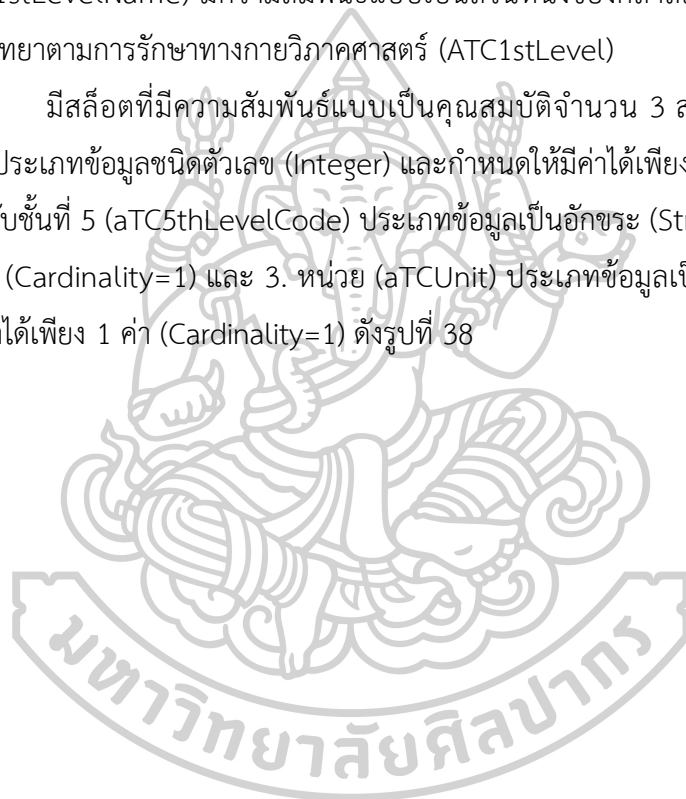 1stLevelName) มีความสัมพันธ์แบบเป็นส่วนหนึ่งของคลาส
ทยาตามการรักษาทางกายวิภาคศาสตร์ (ATC1stLevel)
มีสล็อตที่มีความสัมพันธ์แบบเป็นคุณสมบัติจำนวน 3 ส
ประเภทข้อมูลชนิดตัวเลข (Integer) และกำหนดให้มีค่าได้เพียง
ับชั้นที่ 5 (aTC5thLevelCode) ประเภทข้อมูลเป็นอักขระ (St
(Cardinality=1) และ 3. หน่วย (aTCUnit) ประเภทข้อมูลเป็
ได้เพียง 1 ค่า (Cardinality=1) ดังรูปที่ 38
มหาวิทยาลัยศิลปากร